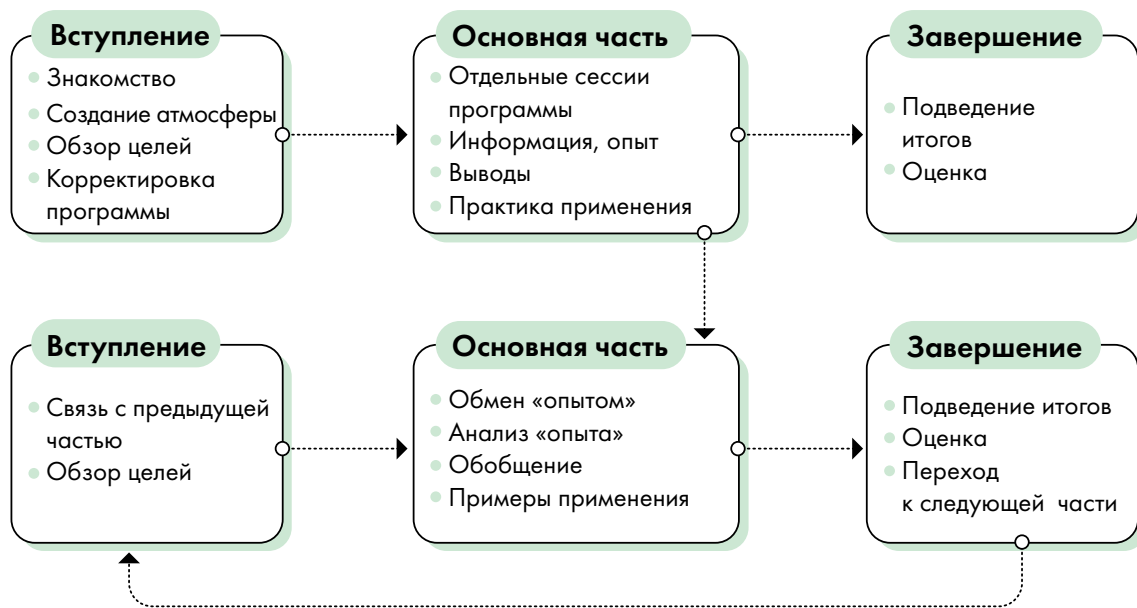 Вступление
Знакомство
Создание атмосферы
Обзор целей
Корректировка
программы
Основная часть
Отдельные сессии
программы
Информация, опыт
Выводы
Практика применения
Завершение
Подведение
итогов
Оценка
Вступление
Связь с предыдущей
частью
Обзор целей
Основная часть
Обмен «опытом»
Анализ «опыта»
Обобщение
Примеры применения
Завершение
Подведение итогов
Оценка
Переход
к следующей части